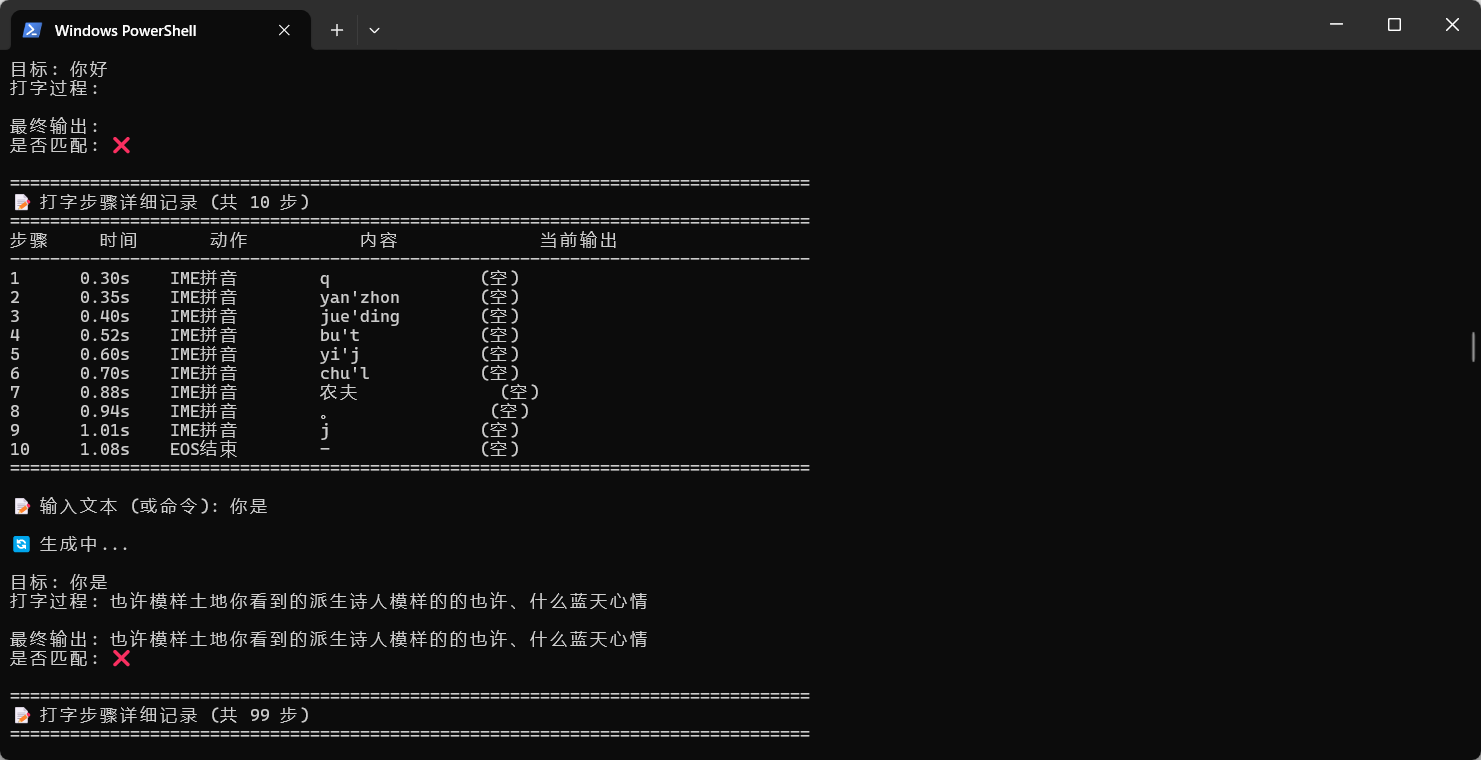 Windows PowerShell
目标: 你好
打字过程:
最终输出:
是否匹配: ❌
================================================================================
📝 打字步骤详细记录 (共 10 步)
================================================================================
步骤 时间 动作 内容 当前输出
--------------------------------------------------------------------------------
1 0.30s IME拼音 q (空)
2 0.35s IME拼音 yan'zhon (空)
3 0.40s IME拼音 jue'ding (空)
4 0.52s IME拼音 bu't (空)
5 0.60s IME拼音 yi'j (空)
6 0.70s IME拼音 chu'l (空)
7 0.88s IME拼音 农夫 (空)
8 0.94s IME拼音 。 (空)
9 1.01s IME拼音 j (空)
10 1.08s EOS结束 - (空)
================================================================================
📝 输入文本 (或命令): 你是
🔄 生成中...
目标: 你是
打字过程: 也许模样土地你看到的派生诗人模样的的也许、什么蓝天心情
最终输出: 也许模样土地你看到的派生诗人模样的的也许、什么蓝天心情
是否匹配: ❌
================================================================================
📝 打字步骤详细记录 (共 99 步)
================================================================================